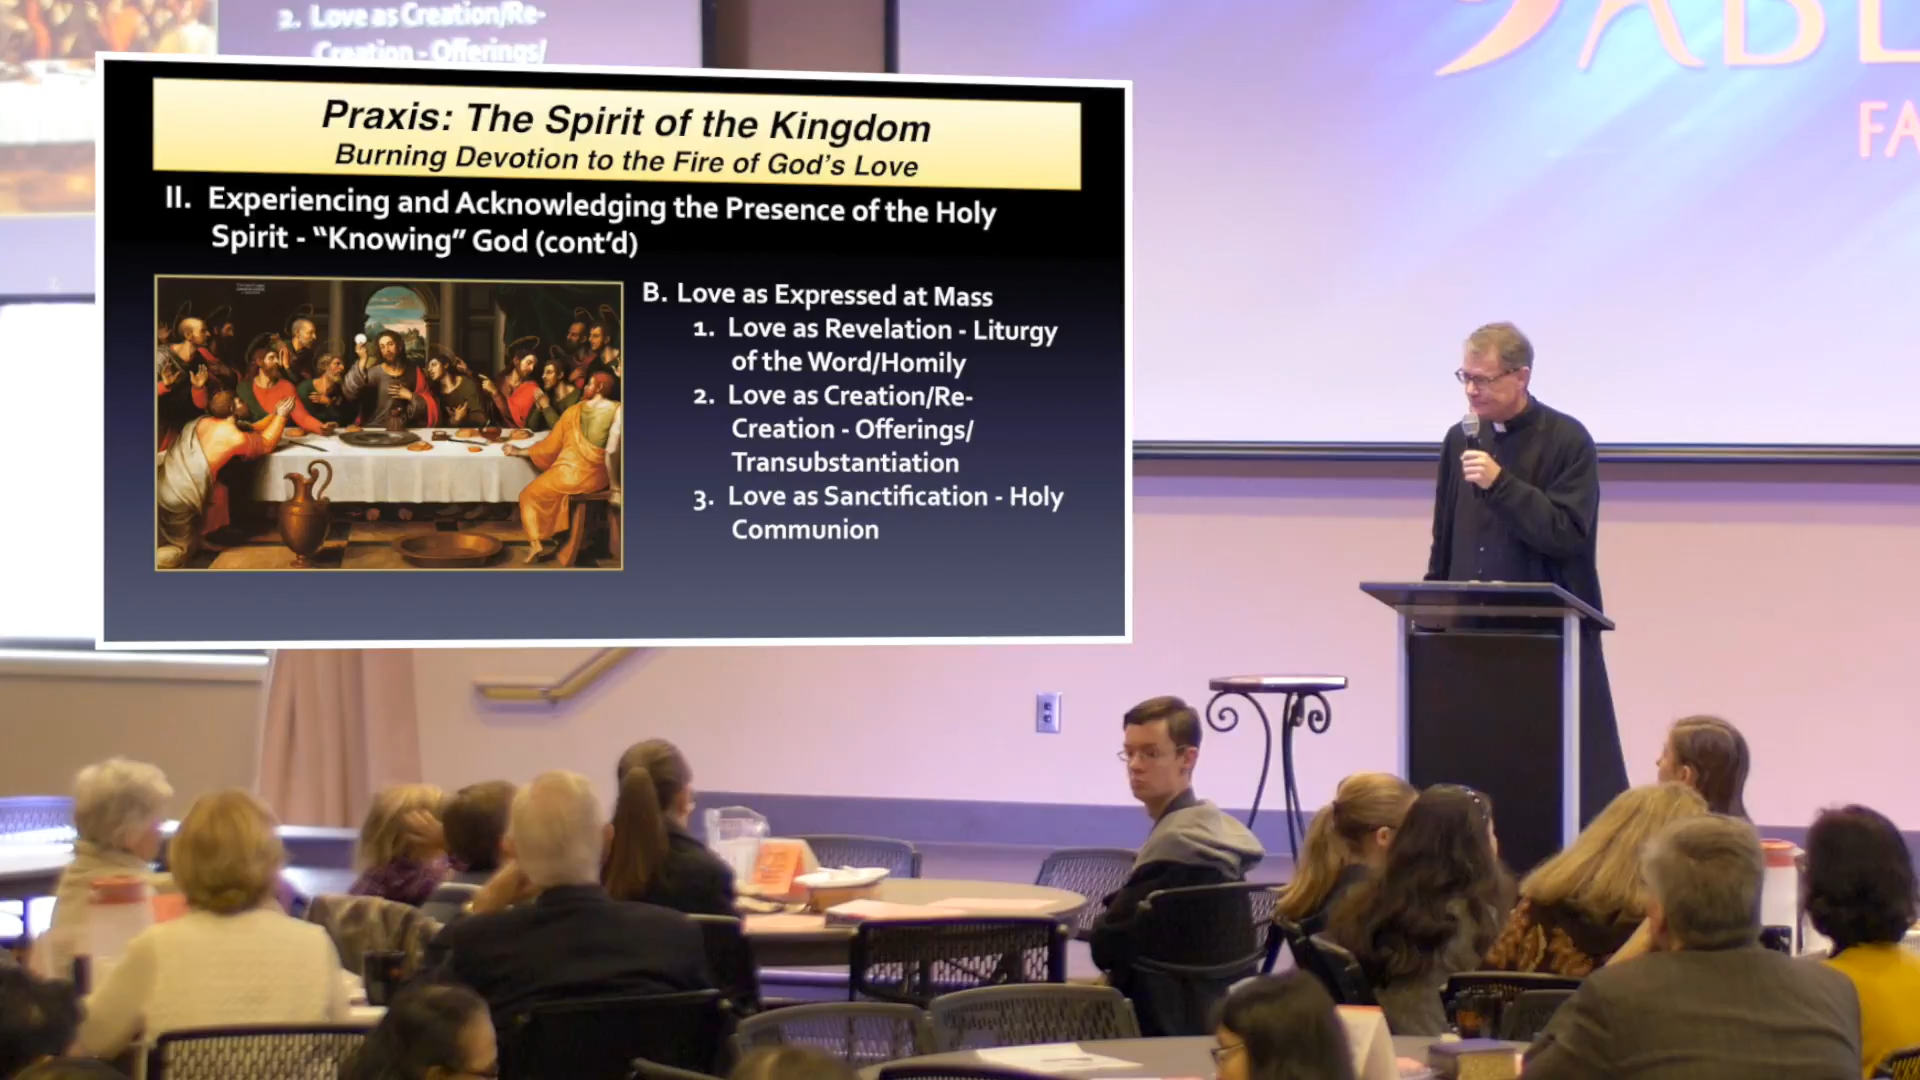 2. Love as Creation/Re-
Creation - Offerings/
Praxis: The Spirit of the Kingdom
Burning Devotion to the Fire of God's Love
II. Experiencing and Acknowledging the Presence of the Holy
Spirit - “Knowing” God (cont’d)
B. Love as Expressed at Mass
1. Love as Revelation - Liturgy
of the Word/Homily
2. Love as Creation/Re-
Creation - Offerings/
Transubstantiation
3. Love as Sanctification - Holy
Communion
ABL
FA